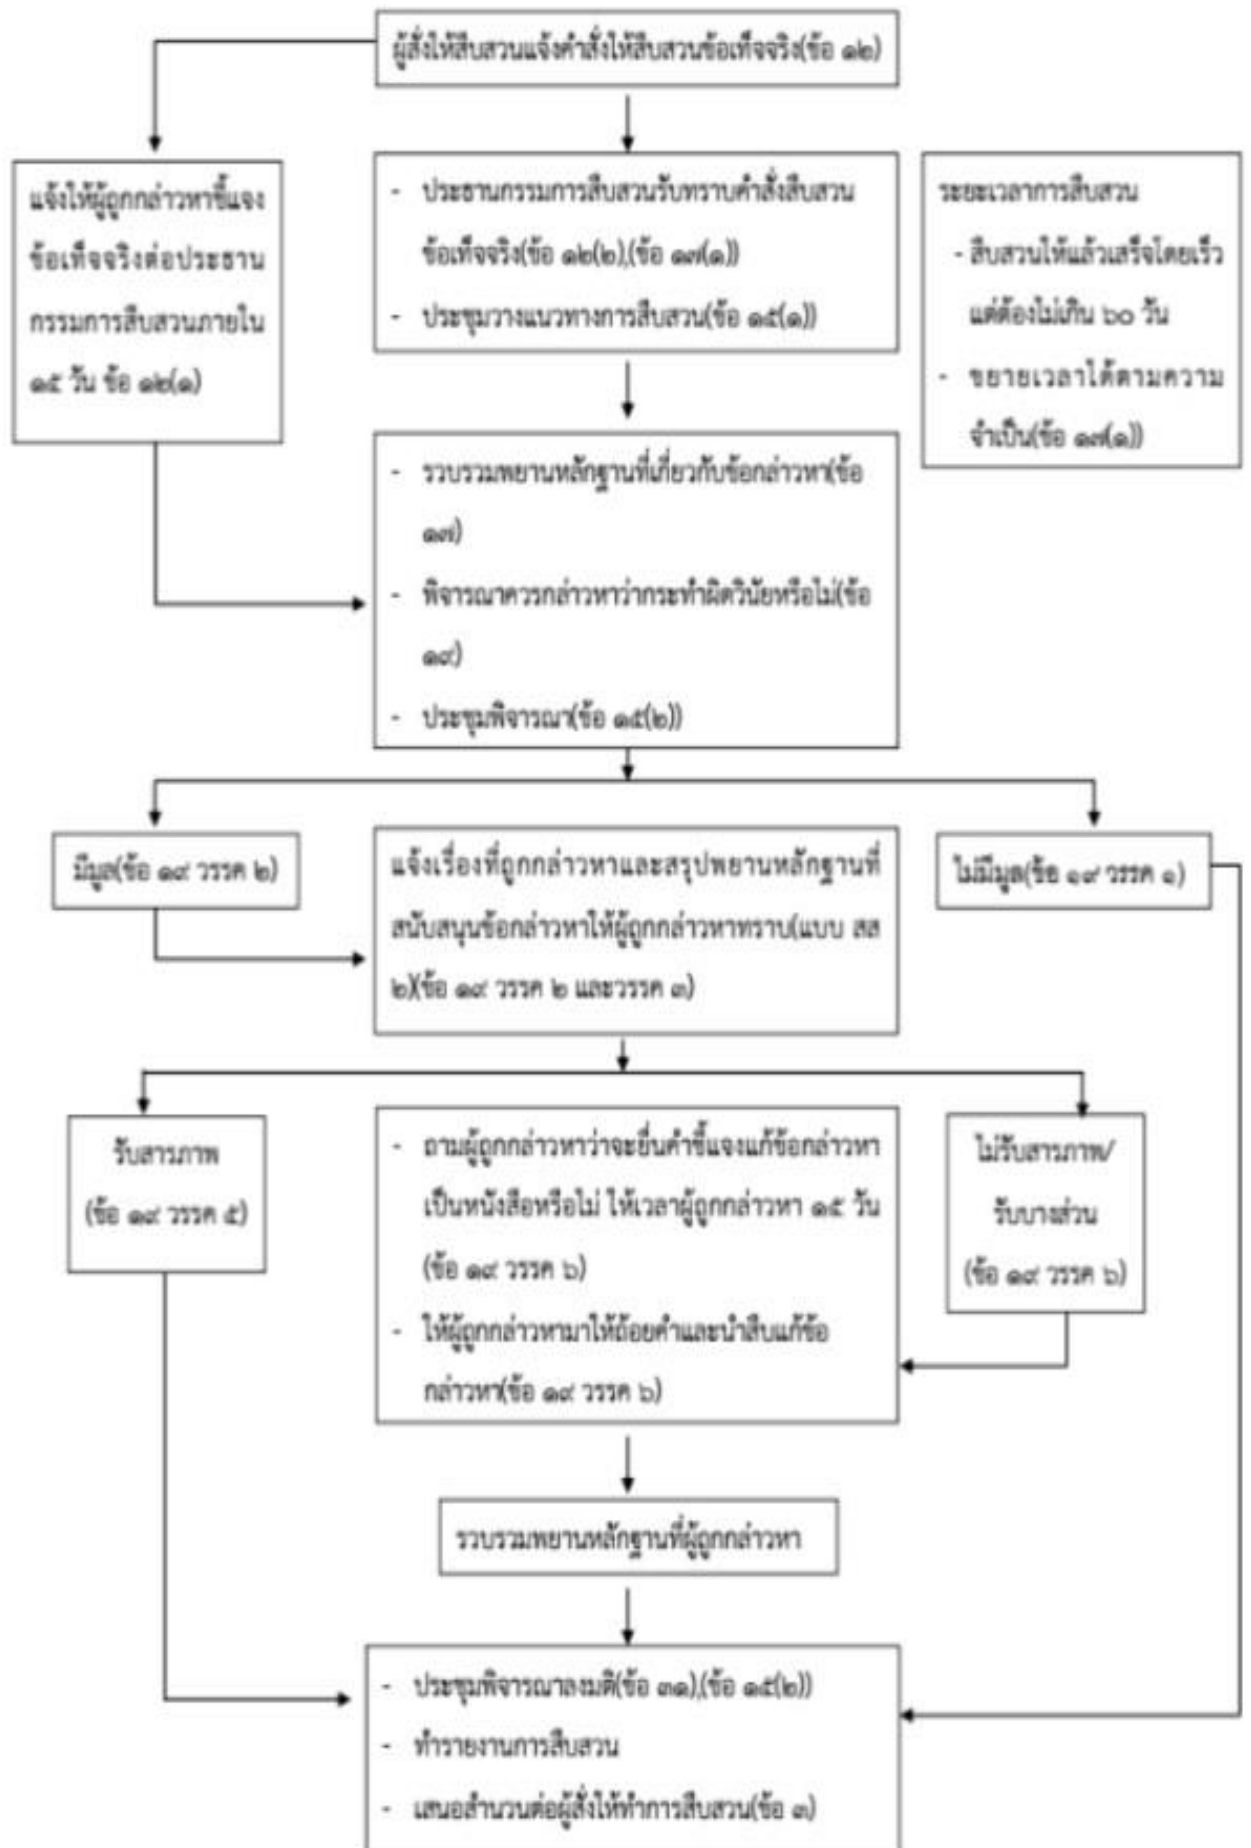 ผู้สั่งให้สืบสวนแจ้งคำสั่งให้สืบสวนข้อเท็จจริง(ข้อ ๑๒)
แจ้งให้ผู้ถูกกล่าวหาชี้แจง
ข้อเท็จจริงต่อประธาน
กรรมการสืบสวนภายใน
๑๕ วัน ข้อ ๑๒(๑)
- ประธานกรรมการสืบสวนรับทราบคำสั่งสืบสวน
ข้อเท็จจริง(ข้อ ๑๒(๒),(ข้อ ๑๗(๑))
- ประชุมวางแนวทางการสืบสวน(ข้อ ๑๕(๑))
ระยะเวลาการสืบสวน
- สืบสวนให้แล้วเสร็จโดยเร็ว
แต่ต้องไม่เกิน ๖๐ วัน
- ขยายเวลาได้ตามความ
จำเป็น(ข้อ ๑๗(๑))
- รวบรวมพยานหลักฐานที่เกี่ยวกับข้อกล่าวหา(ข้อ
๑๗)
- พิจารณาควรกล่าวหาว่ากระทำผิดวินัยหรือไม่(ข้อ
๑๙)
- ประชุมพิจารณา(ข้อ ๑๕(๒))
มีมูล(ข้อ ๑๙ วรรค ๒)
แจ้งเรื่องที่ถูกกล่าวหาและสรุปพยานหลักฐานที่
สนับสนุนข้อกล่าวหาให้ผู้ถูกกล่าวหาทราบ(แบบ สส
๒)(ข้อ ๑๙ วรรค ๒ และวรรค ๓)
ไม่มีมูล(ข้อ ๑๙ วรรค ๑)
รับสารภาพ
(ข้อ ๑๙ วรรค ๕)
- ถามผู้ถูกกล่าวหาว่าจะยื่นคำชี้แจงแก้ข้อกล่าวหา
เป็นหนังสือหรือไม่ ให้เวลาผู้ถูกกล่าวหา ๑๕ วัน
(ข้อ ๑๙ วรรค ๖)
- ให้ผู้ถูกกล่าวหามาให้ถ้อยคำและนำสืบแก้ข้อ
กล่าวหา(ข้อ ๑๙ วรรค ๖)
ไม่รับสารภาพ/
รับบางส่วน
(ข้อ ๑๙ วรรค ๖)
รวบรวมพยานหลักฐานที่ผู้ถูกกล่าวหา
- ประชุมพิจารณาลงมติ(ข้อ ๓๑),(ข้อ ๑๕(๒))
- ทำรายงานการสืบสวน
- เสนอสำนวนต่อผู้สั่งให้ทำการสืบสวน(ข้อ ๓)